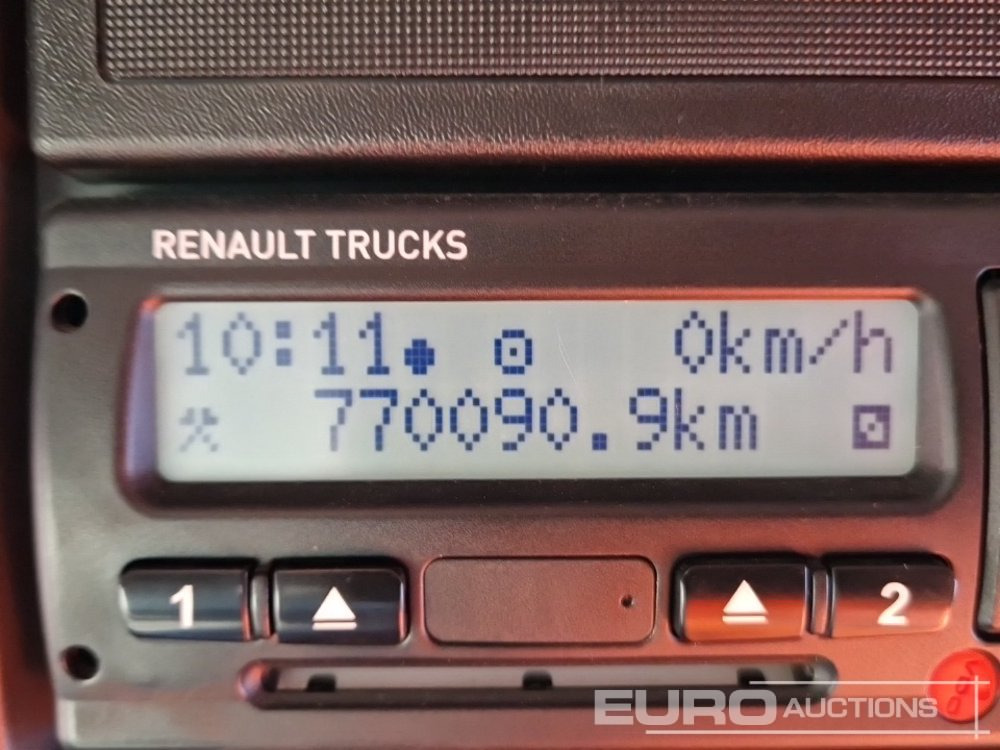 RENAULT TRUCKS
10:11 0km/h
770090.9km
1 2
EURO AUCTIONS